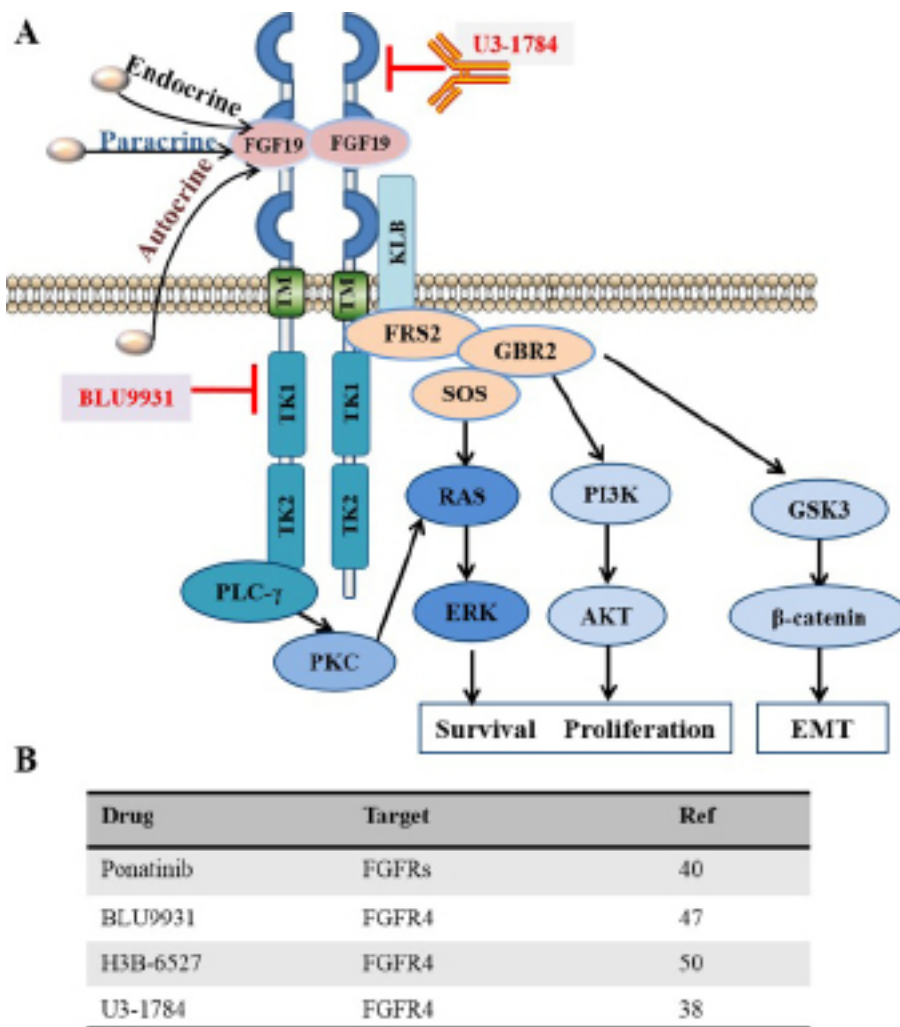 A
U3-1784
Endocrine
Paracrine
Autocrine
FGF19
FGF19
KLB
TM
TM
FRS2
GBR2
SOS
BLU9931
TK1
TK1
TK2
TK2
RAS
PI3K
GSK3
PLC-γ
ERK
AKT
β-catenin
PKC
Survival Proliferation
EMT
B
Drug Target Ref
Ponatinib FGFRs 40
BLU9931 FGFR4 47
H3B-6527 FGFR4 50
U3-1784 FGFR4 38